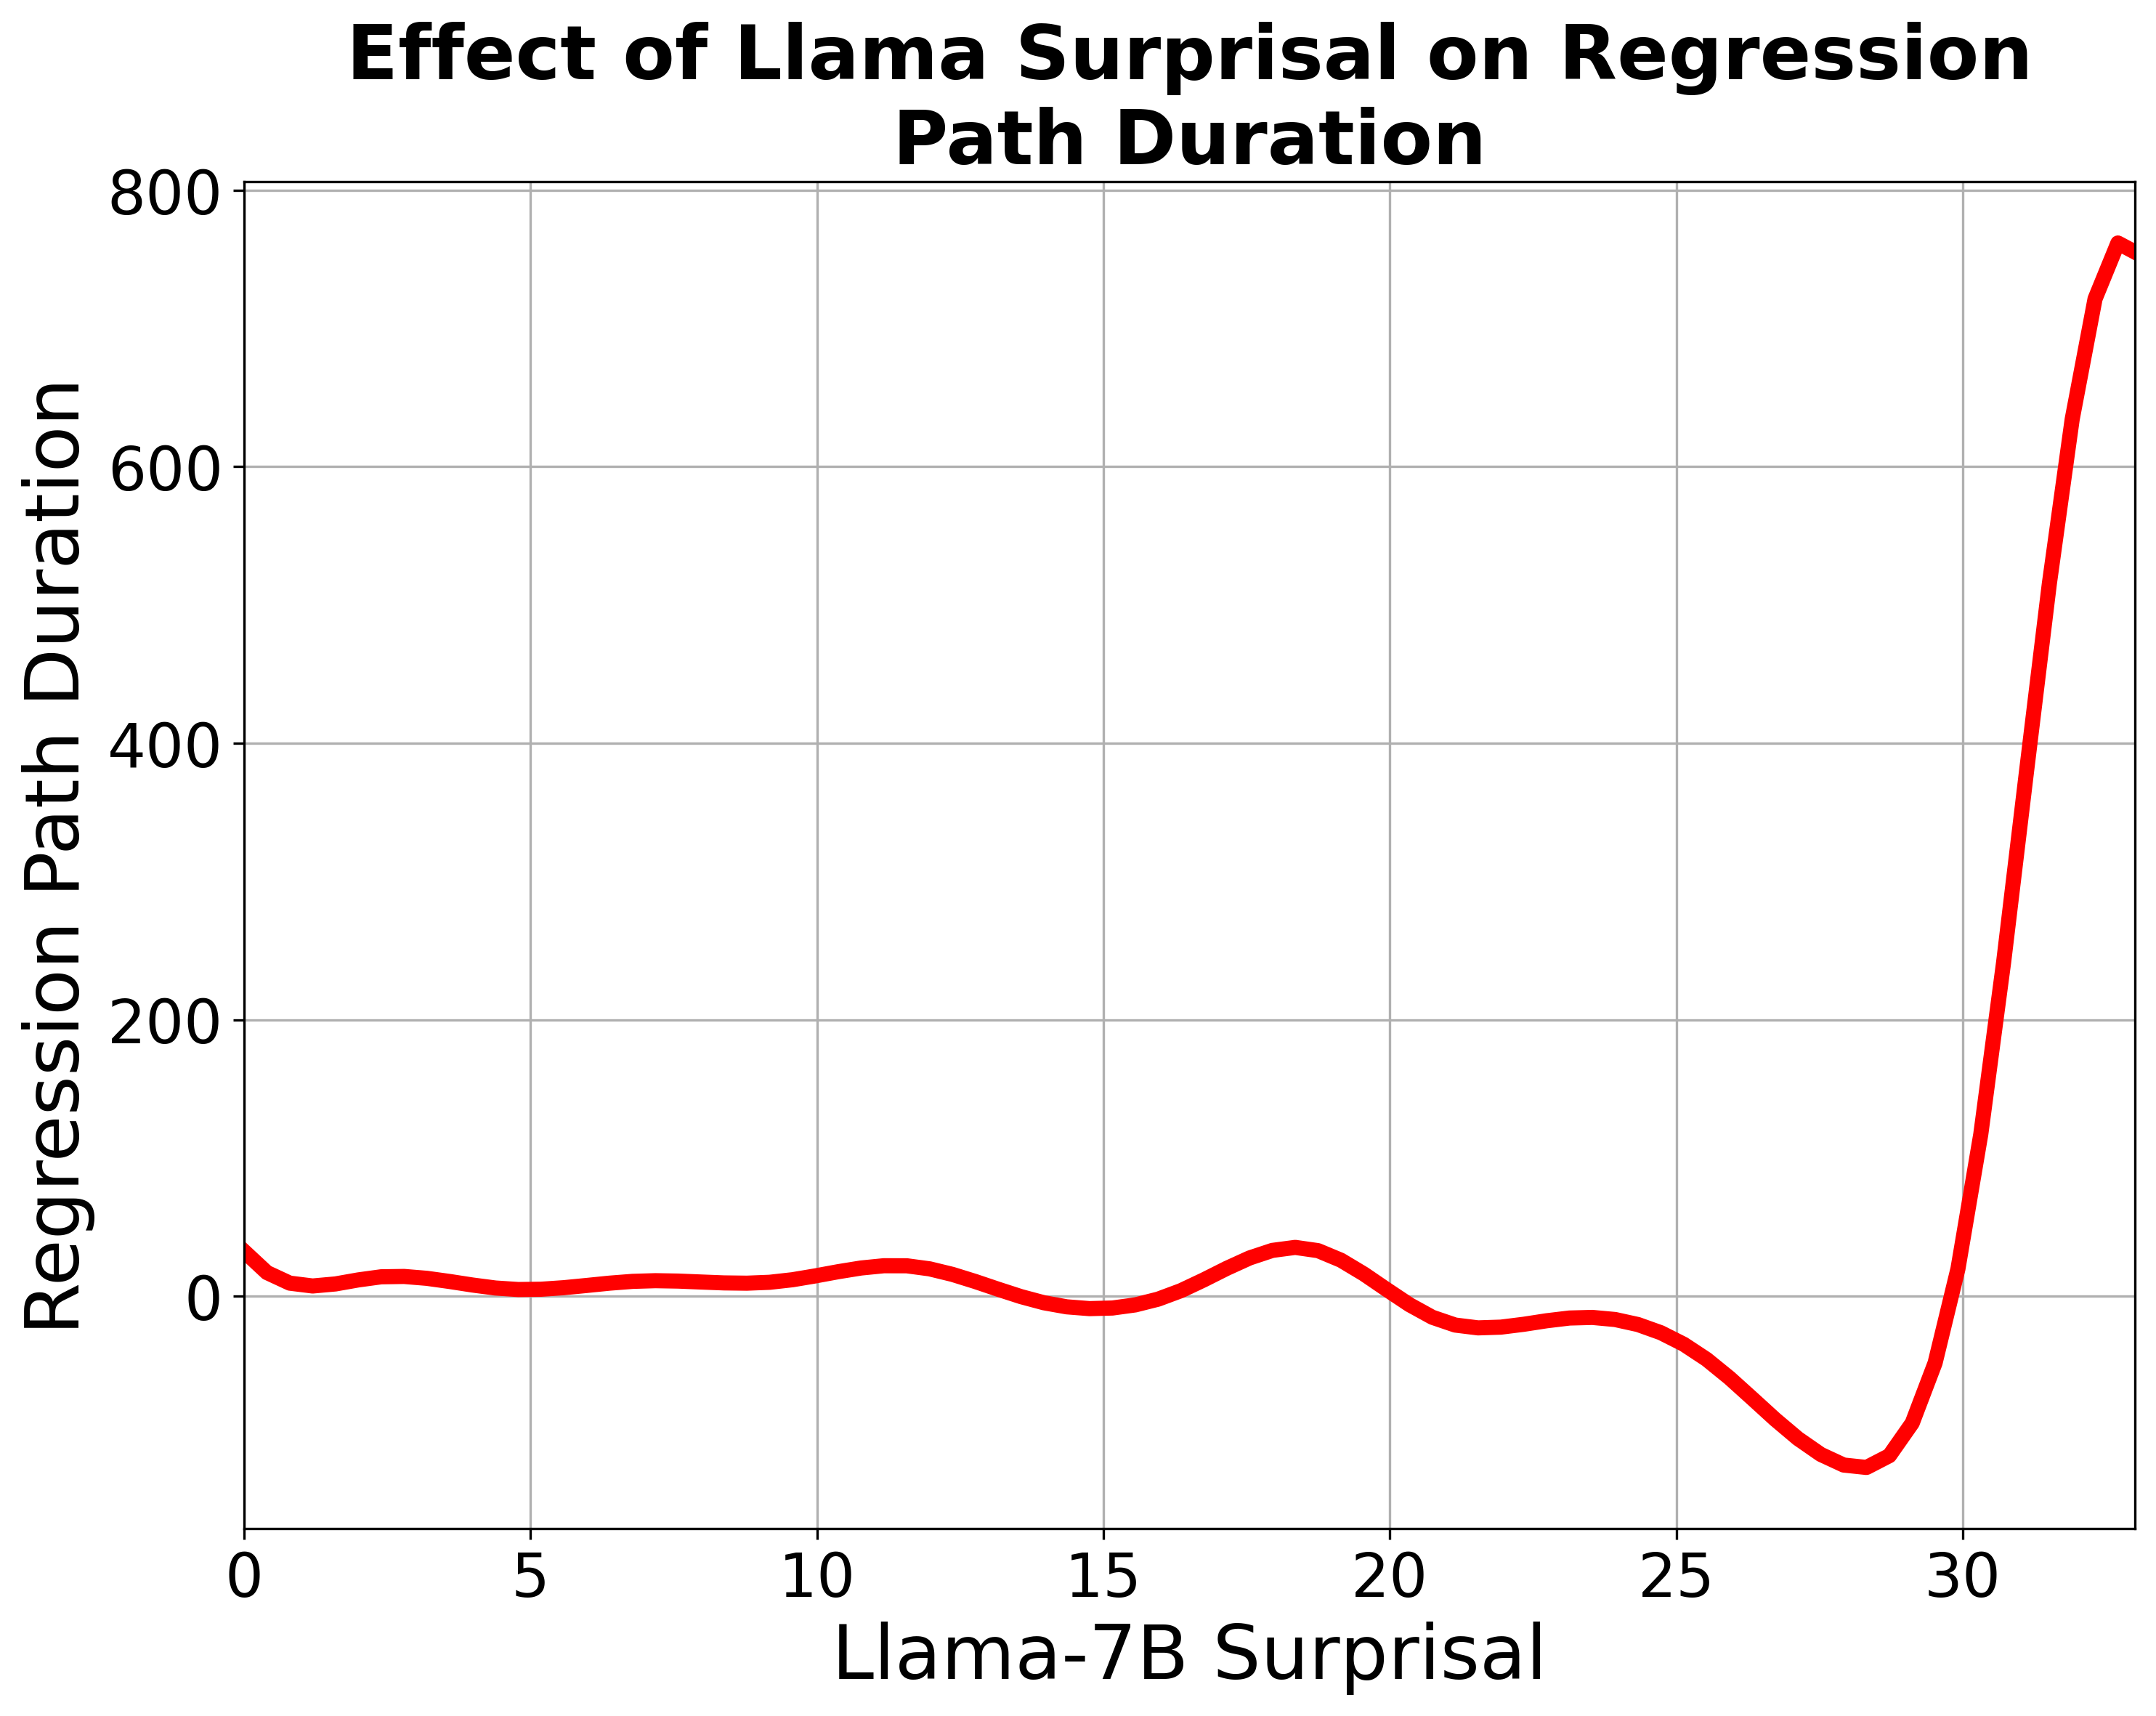 Effect of Llama Surprisal on Regression
Path Duration
Regression Path Duration
800
600
400
200
0
0 5 10 15 20 25 30
Llama-7B Surprisal